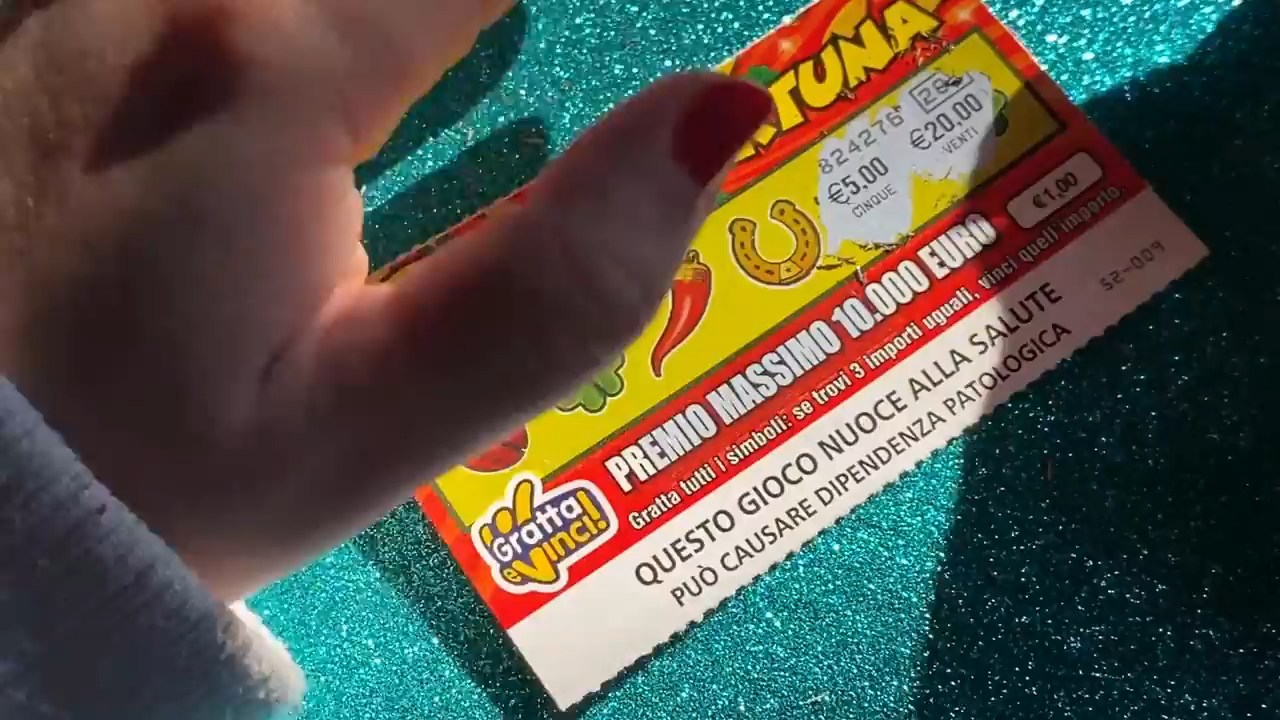 TUNA
824276
€5,00
CINQUE
€20,00
VENTI
€1,00
PREMIO MASSIMO 10.000 EURO
Gratta tutti i simboli: se trovi 3 importi uguali, vinci quell'importo.
Gratta
e Vinci!
52-009
QUESTO GIOCO NUOCE ALLA SALUTE
PUÒ CAUSARE DIPENDENZA PATOLOGICA